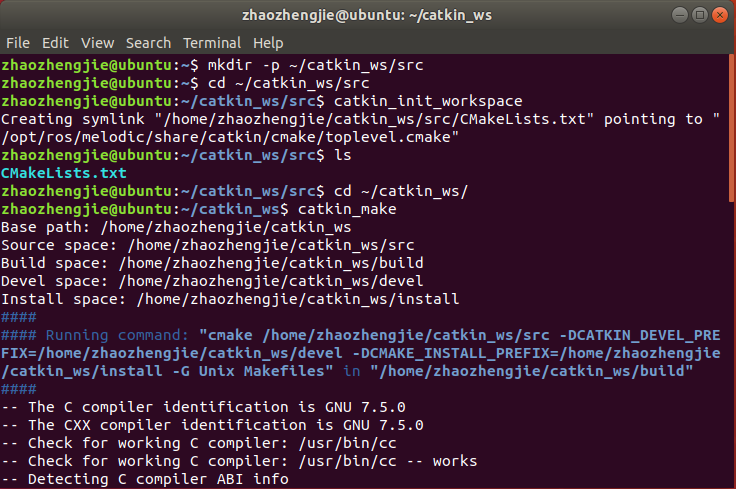 zhaozhengjie@ubuntu: ~/catkin_ws
File Edit View Search Terminal Help
zhaozhengjie@ubuntu:~$ mkdir -p ~/catkin_ws/src
zhaozhengjie@ubuntu:~$ cd ~/catkin_ws/src
zhaozhengjie@ubuntu:~/catkin_ws/src$ catkin_init_workspace
Creating symlink "/home/zhaozhengjie/catkin_ws/src/CMakeLists.txt" pointing to "
/opt/ros/melodic/share/catkin/cmake/toplevel.cmake"
zhaozhengjie@ubuntu:~/catkin_ws/src$ ls
CMakeLists.txt
zhaozhengjie@ubuntu:~/catkin_ws/src$ cd ~/catkin_ws/
zhaozhengjie@ubuntu:~/catkin_ws$ catkin_make
Base path: /home/zhaozhengjie/catkin_ws
Source space: /home/zhaozhengjie/catkin_ws/src
Build space: /home/zhaozhengjie/catkin_ws/build
Devel space: /home/zhaozhengjie/catkin_ws/devel
Install space: /home/zhaozhengjie/catkin_ws/install
####
#### Running command: "cmake /home/zhaozhengjie/catkin_ws/src -DCATKIN_DEVEL_PRE
FIX=/home/zhaozhengjie/catkin_ws/devel -DCMAKE_INSTALL_PREFIX=/home/zhaozhengjie
/catkin_ws/install -G Unix Makefiles" in "/home/zhaozhengjie/catkin_ws/build"
####
-- The C compiler identification is GNU 7.5.0
-- The CXX compiler identification is GNU 7.5.0
-- Check for working C compiler: /usr/bin/cc
-- Check for working C compiler: /usr/bin/cc -- works
-- Detecting C compiler ABI info